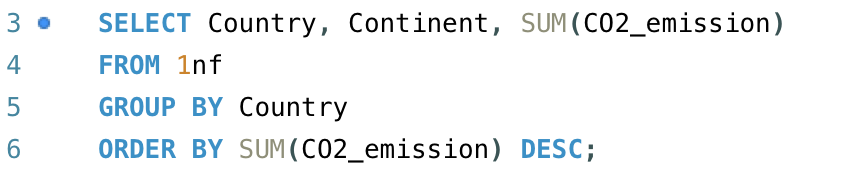 3 SELECT Country, Continent, SUM(CO2_emission)
4 FROM 1nf
5 GROUP BY Country
6 ORDER BY SUM(CO2_emission) DESC;